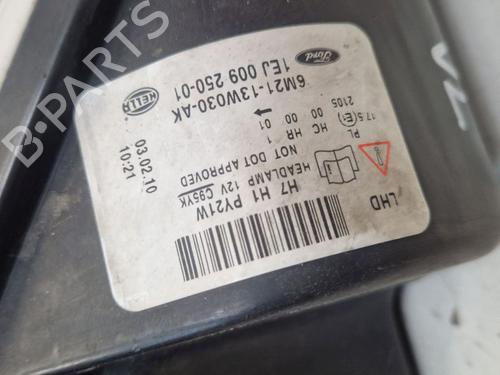 Ford
HELLA
1EJ 009 250-01
6M21-13W030-AK
2105
17.5 E1
00 00 01
PL HC HR 1
NOT DOT APPROVED
HEADLAMP 12V C95YK
H7 H1 PY21W
LHD
03.02.10
10:21
B-PARTS